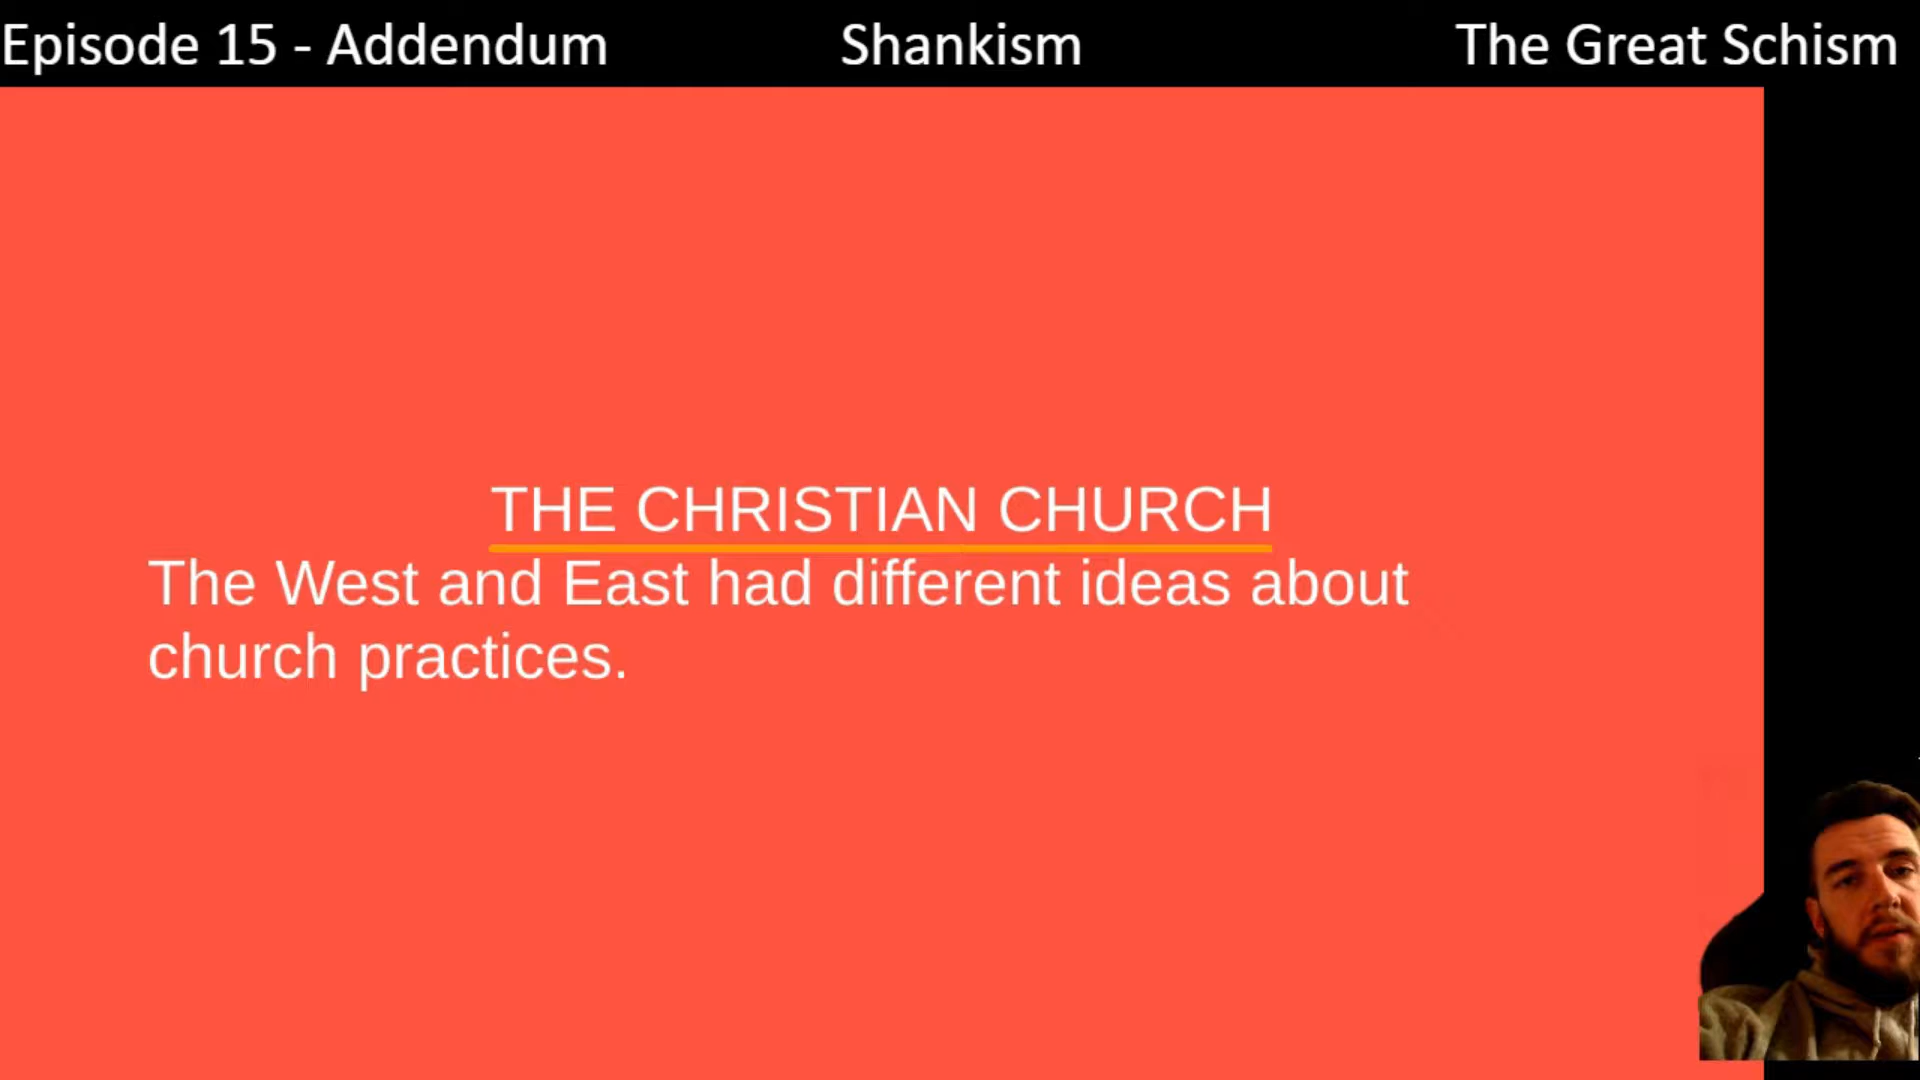 Episode 15 - Addendum Shankism The Great Schism
THE CHRISTIAN CHURCH
The West and East had different ideas about
church practices.